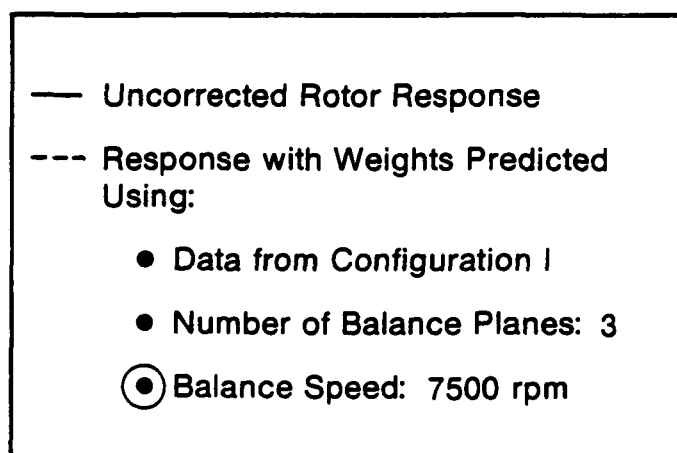 — Uncorrected Rotor Response
--- Response with Weights Predicted
Using:
● Data from Configuration I
● Number of Balance Planes: 3
● Balance Speed: 7500 rpm